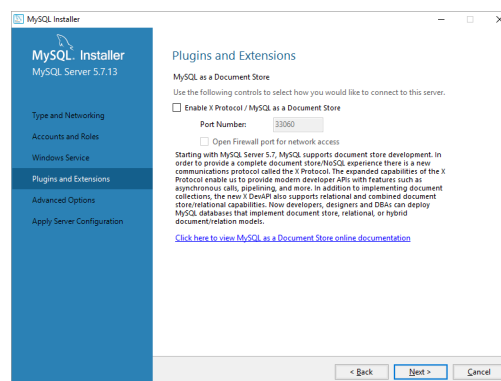 MySQL Installer
MySQL. Installer
MySQL Server 5.7.13
Type and Networking
Accounts and Roles
Windows Service
Plugins and Extensions
Advanced Options
Apply Server Configuration
Plugins and Extensions
MySQL as a Document Store
Use the following controls to select how you would like to connect to this server.
Enable X Protocol / MySQL as a Document Store
Port Number: 33060
Open Firewall port for network access
Starting with MySQL Server 5.7, MySQL supports document store development. In
order to provide a complete document store/NoSQL experience there is a new
communications protocol called the X Protocol. The expanded capabilities of the X
Protocol enable us to provide modern developer APIs with features such as
asynchronous calls, pipelining, and more. In addition to implementing document
collections, the new X DevAPI also supports relational and combined document
store/relational capabilities. Now developers, designers and DBAs can deploy
MySQL databases that implement document store, relational, or hybrid
document/relation models.
Click here to view MySQL as a Document Store online documentation
< Back
Next >
Cancel